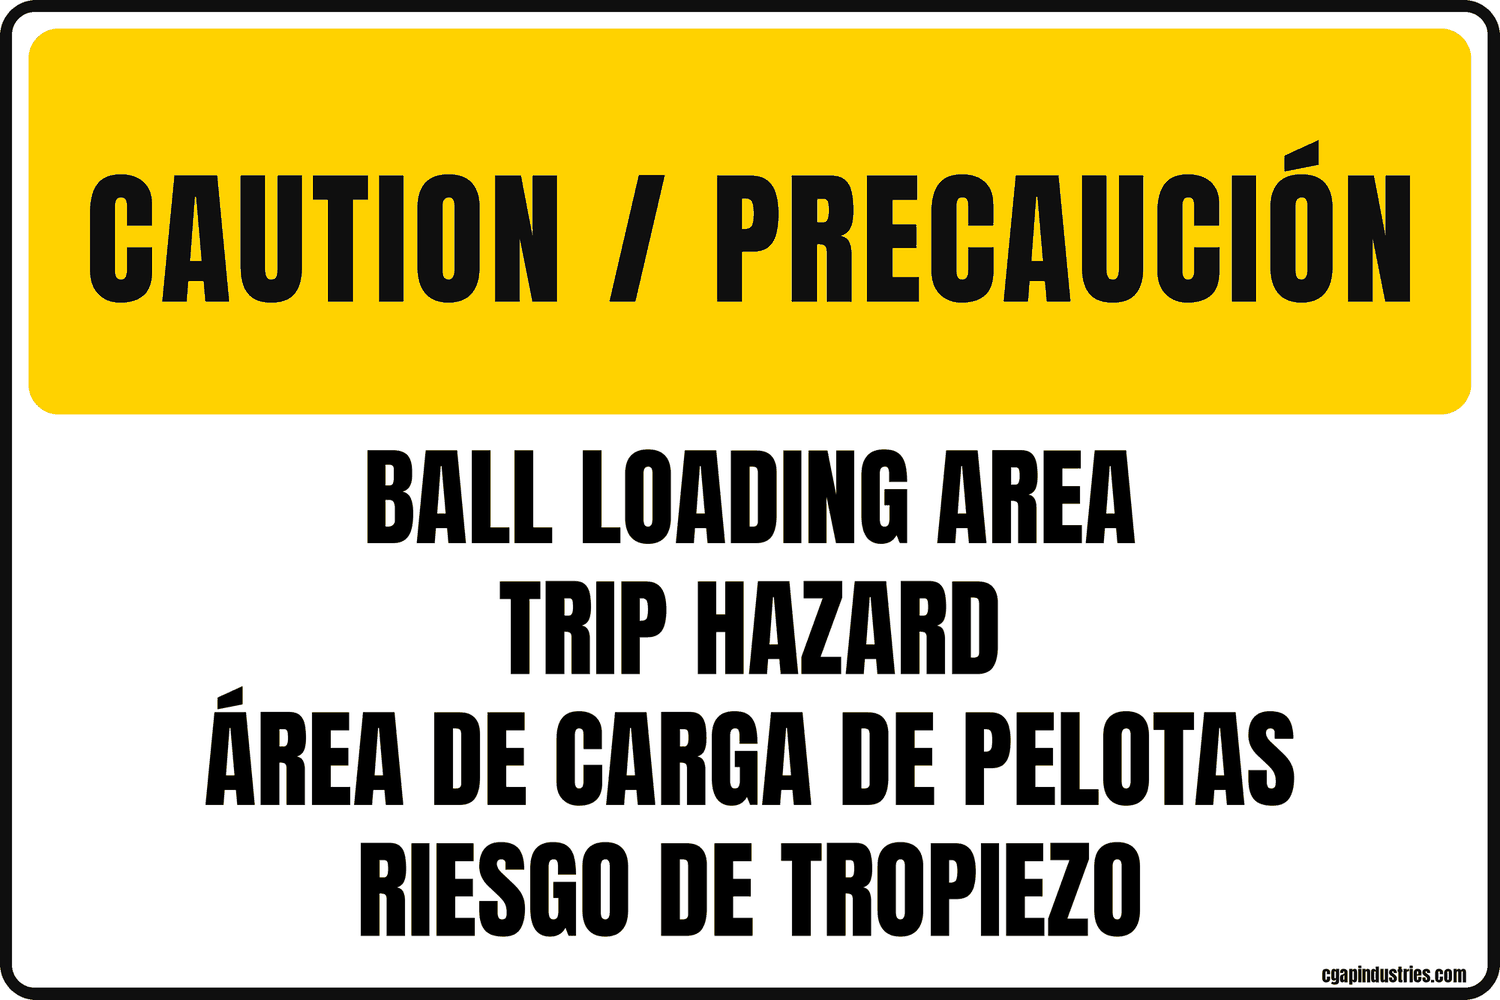 CAUTION / PRECAUCIÓN
BALL LOADING AREA
TRIP HAZARD
ÁREA DE CARGA DE PELOTAS
RIESGO DE TROPIEZO
cgapindustries.com